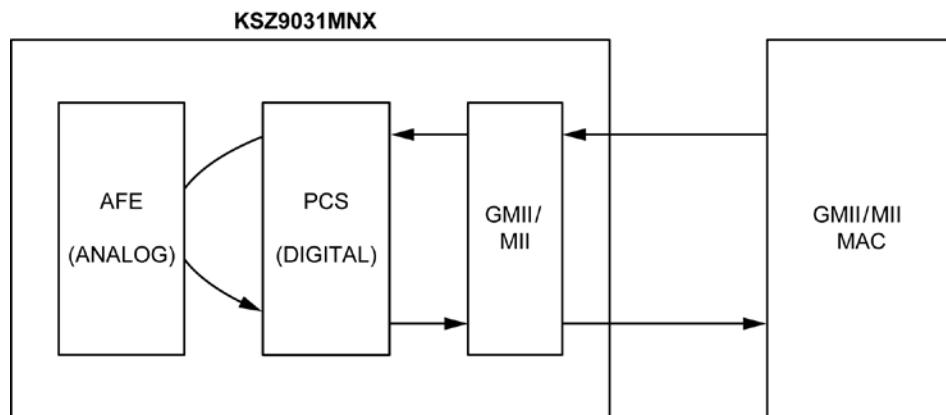 KSZ9031MNX
AFE
(ANALOG)
PCS
(DIGITAL)
GMII/
MII
GMII/MII
MAC